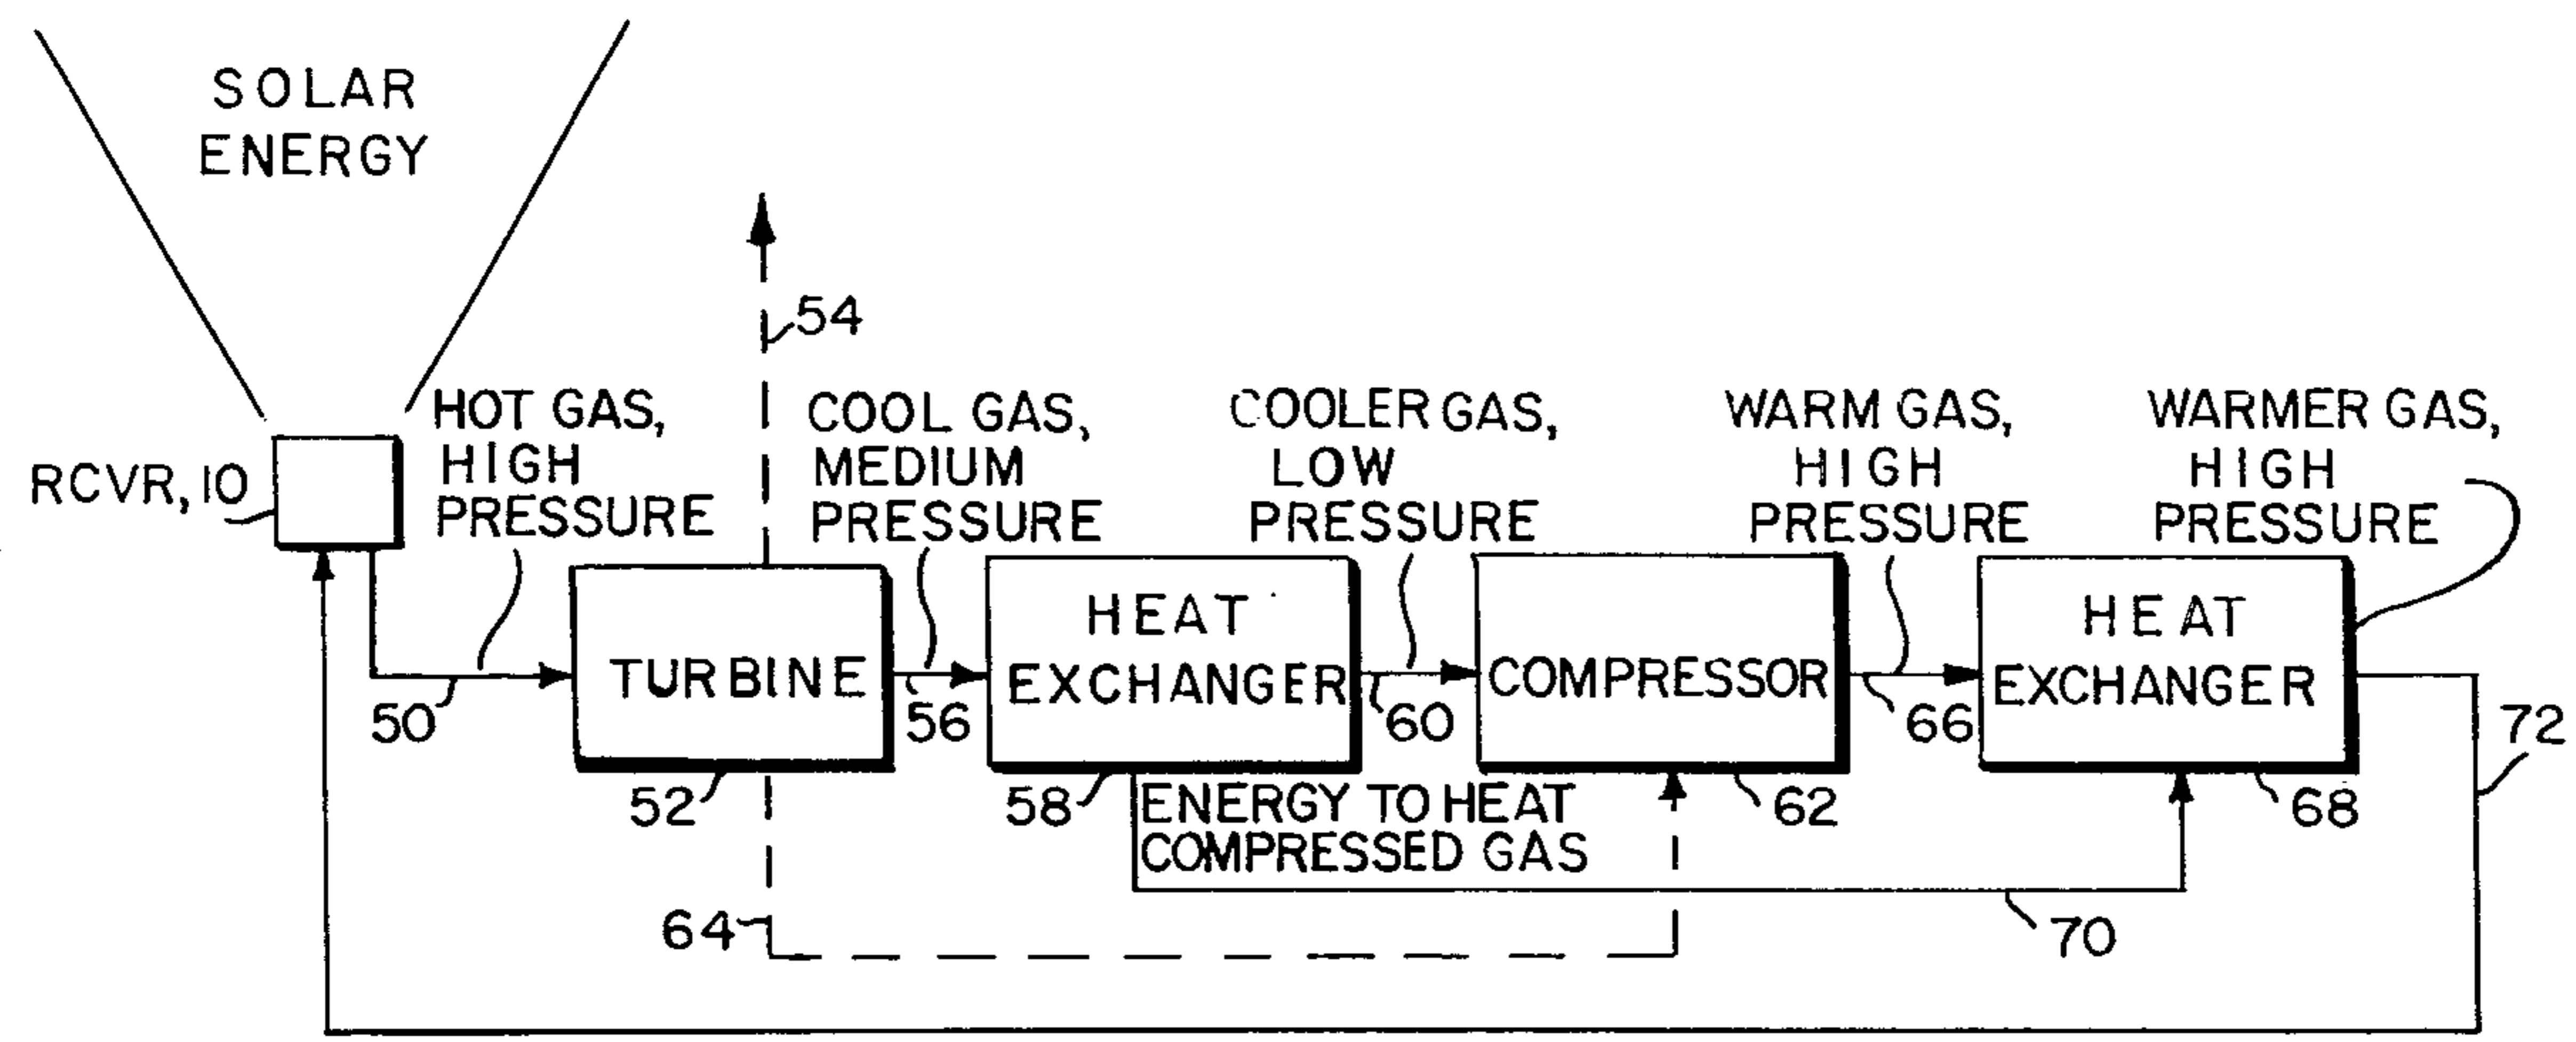 SOLAR
ENERGY
54
RCVR, 10
HOT GAS,
HIGH
PRESSURE
COOL GAS,
MEDIUM
PRESSURE
COOLER GAS,
LOW
PRESSURE
WARM GAS,
HIGH
PRESSURE
WARMER GAS,
HIGH
PRESSURE
TURBINE
HEAT
EXCHANGER
COMPRESSOR
HEAT
EXCHANGER
50
56
60
66
72
52
58
ENERGY TO HEAT
COMPRESSED GAS
62
68
64
70